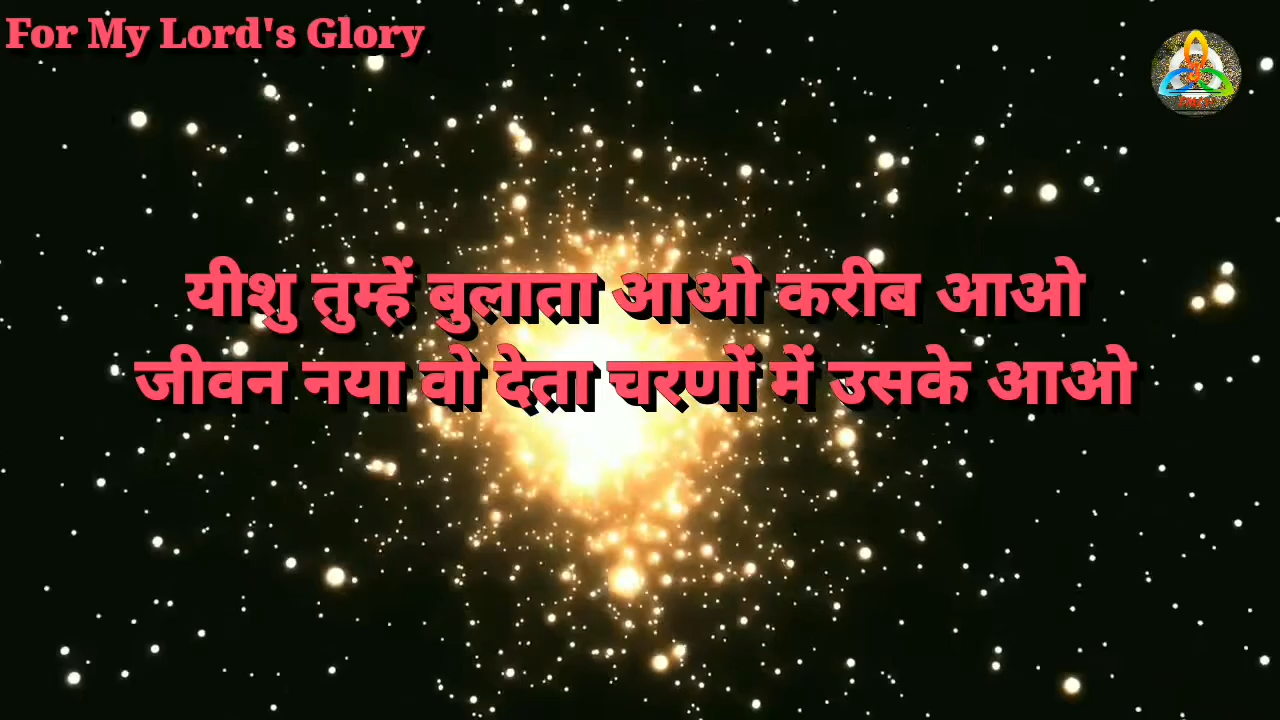 For My Lord's Glory
यीशु तुम्हें बुलाता आओ करीब आओ
जीवन नया वो देता चरणों में उसके आओ